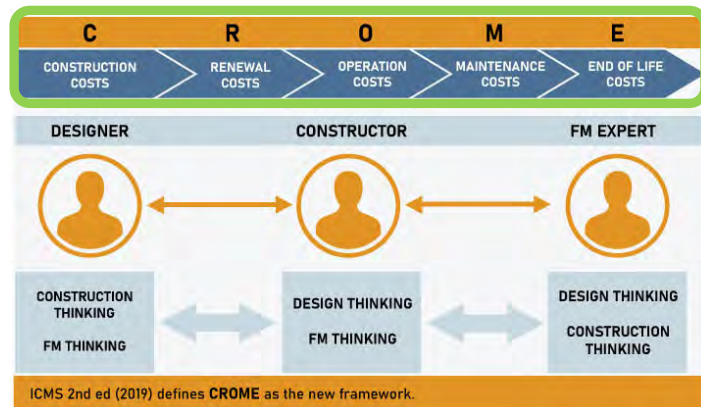 C R O M E
CONSTRUCTION COSTS
RENEWAL COSTS
OPERATION COSTS
MAINTENANCE COSTS
END OF LIFE COSTS
DESIGNER CONSTRUCTOR FM EXPERT
CONSTRUCTION THINKING
FM THINKING
DESIGN THINKING
FM THINKING
DESIGN THINKING
CONSTRUCTION THINKING
ICMS 2nd ed (2019) defines CROME as the new framework.